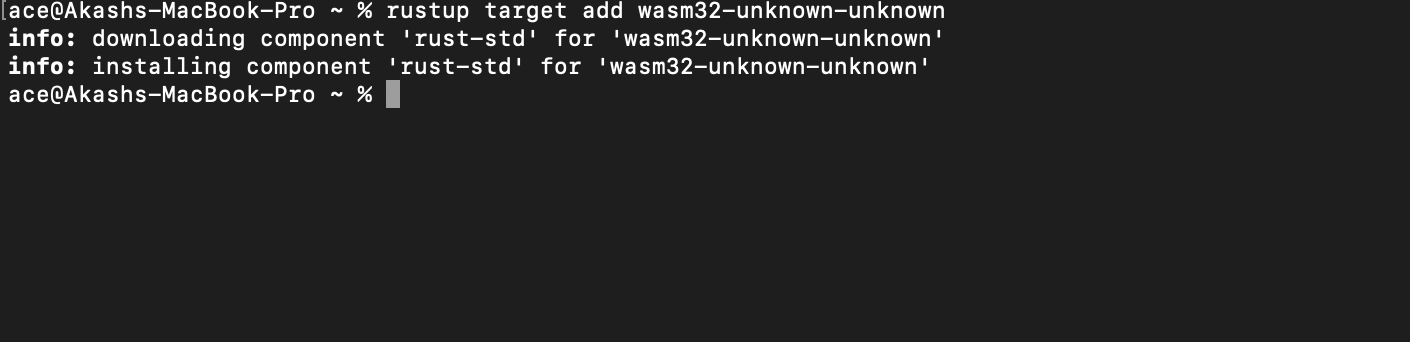 ace@Akashs-MacBook-Pro ~ % rustup target add wasm32-unknown-unknown
info: downloading component 'rust-std' for 'wasm32-unknown-unknown'
info: installing component 'rust-std' for 'wasm32-unknown-unknown'
ace@Akashs-MacBook-Pro ~ %